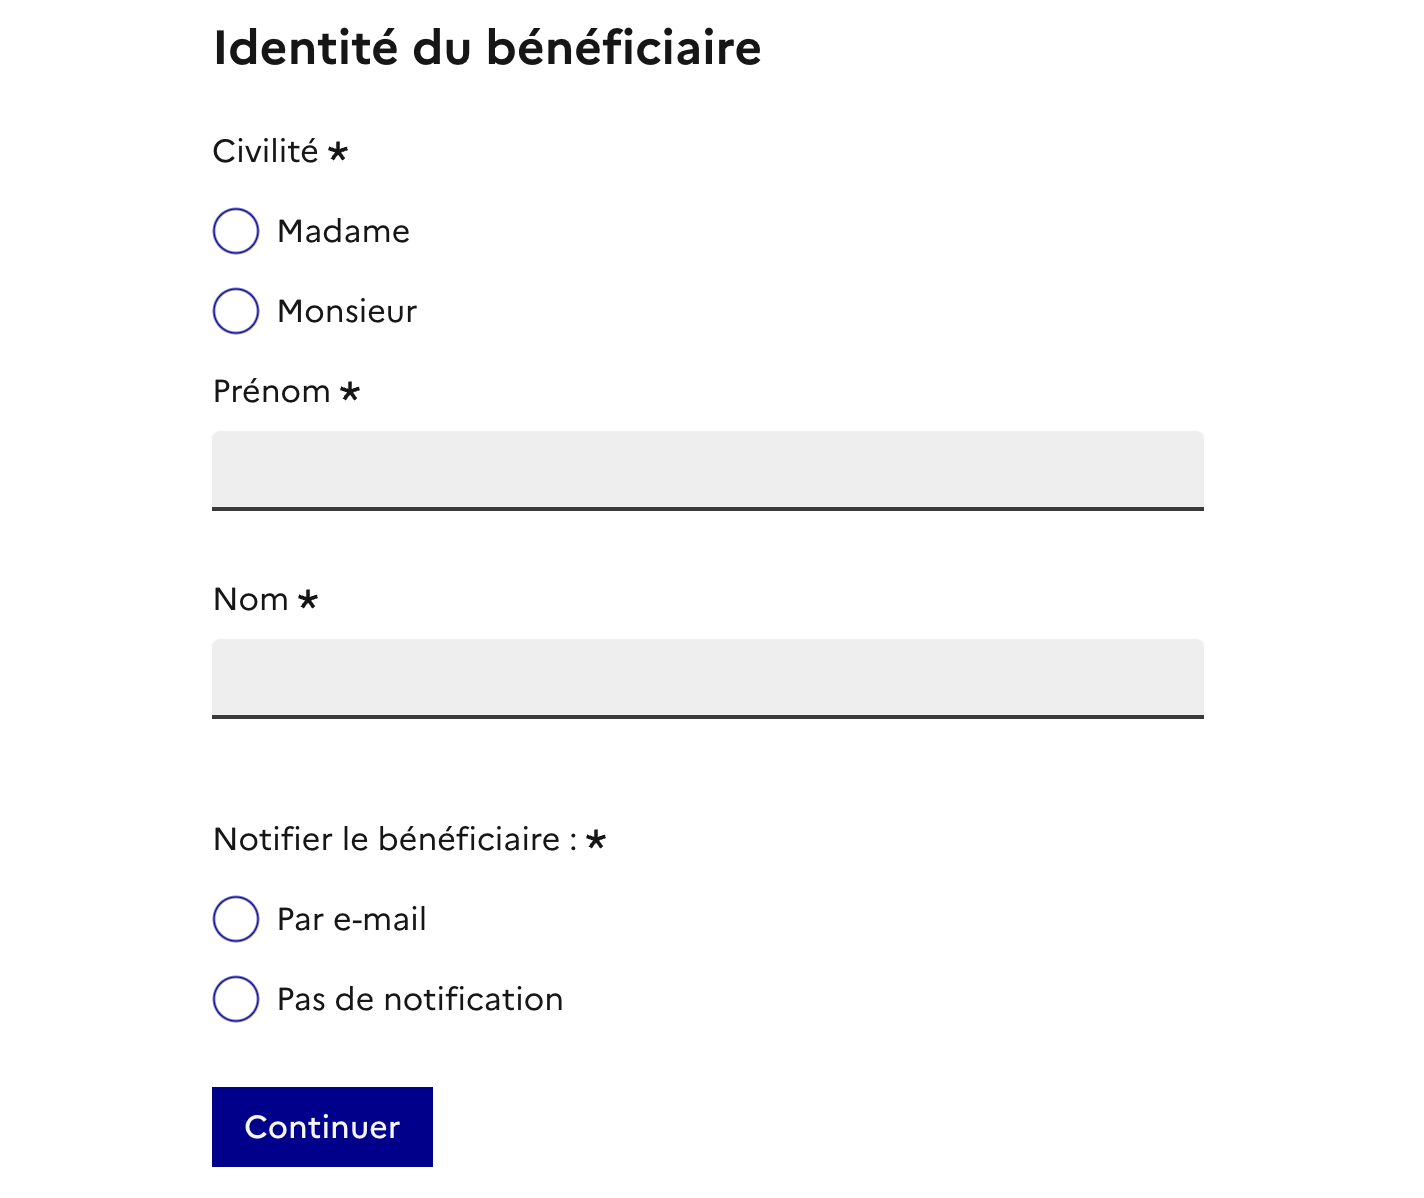 Identité du bénéficiaire
Civilité *
Madame
Monsieur
Prénom *
Nom *
Notifier le bénéficiaire : *
Par e-mail
Pas de notification
Continuer